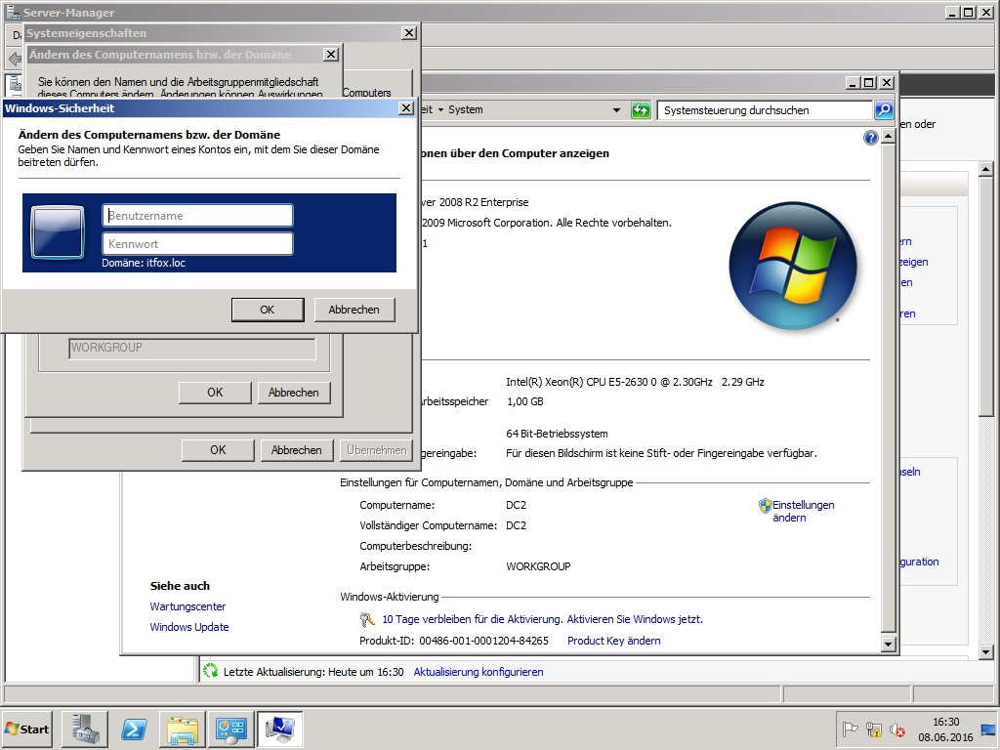 Server-Manager
Systemeigenschaften
Ändern des Computernamens bzw. der Domäne
Sie können den Namen und die Arbeitsgruppenmitgliedschaft
dieses Computers ändern. Änderungen können Auswirkungen
Computers
Windows-Sicherheit
Ändern des Computernamens bzw. der Domäne
Geben Sie Namen und Kennwort eines Kontos ein, mit dem Sie dieser Domäne
beitreten dürfen.
Benutzername
Kennwort
Domäne: itfox.loc
OK
Abbrechen
WORKGROUP
OK
Abbrechen
OK
Abbrechen
Übernehmen
eit
System
Systemsteuerung durchsuchen
en oder
onen über den Computer anzeigen
ver 2008 R2 Enterprise
2009 Microsoft Corporation. Alle Rechte vorbehalten.
1
rn
zeigen
en
ren
Intel(R) Xeon(R) CPU E5-2630 0 @ 2.30GHz 2.29 GHz
rbeitsspeicher
1,00 GB
64 Bit-Betriebssystem
gereingabe:
Für diesen Bildschirm ist keine Stift- oder Fingereingabe verfügbar.
seln
Einstellungen für Computernamen, Domäne und Arbeitsgruppe
Computername:
DC2
Einstellungen
ändern
Vollständiger Computername:
DC2
Computerbeschreibung:
Arbeitsgruppe:
WORKGROUP
guration
Siehe auch
Wartungscenter
Windows Update
Windows-Aktivierung
10 Tage verbleiben für die Aktivierung. Aktivieren Sie Windows jetzt.
Produkt-ID: 00486-001-0001204-84265
Product Key ändern
Letzte Aktualisierung: Heute um 16:30
Aktualisierung konfigurieren
Start
16:30
08.06.2016